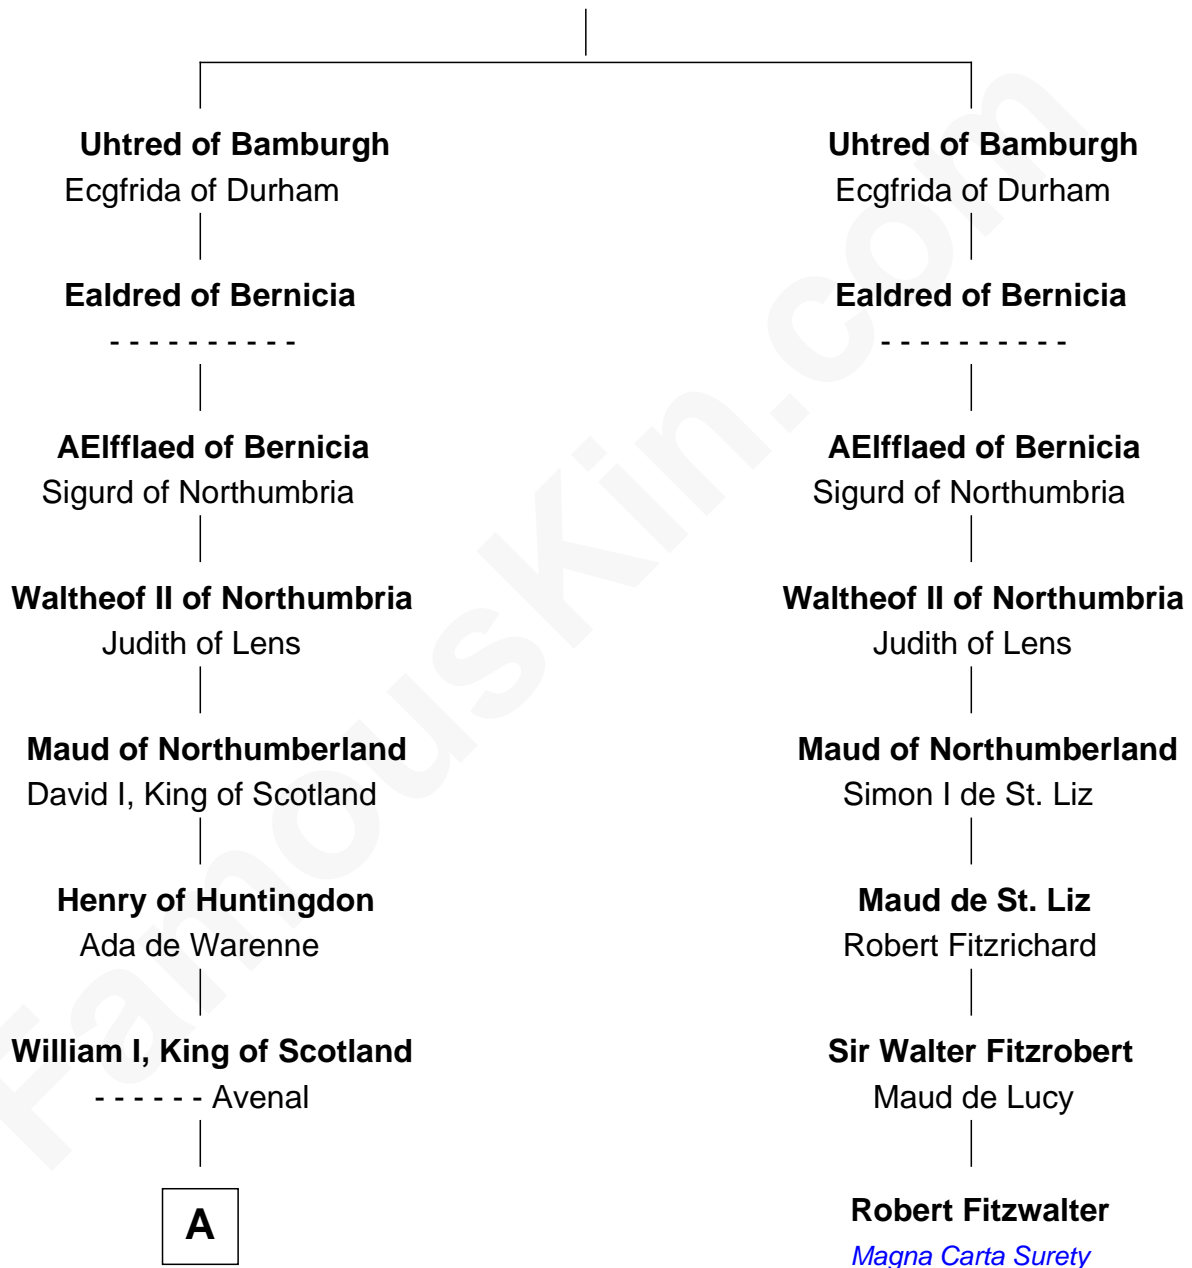 Uhtred of Bamburgh
Ecgfrida of Durham
Ealdred of Bernicia
- - - - - - - - - -
AElfflaed of Bernicia
Sigurd of Northumbria
Waltheof II of Northumbria
Judith of Lens
Maud of Northumberland
David I, King of Scotland
Henry of Huntingdon
Ada de Warenne
William I, King of Scotland
- - - - - - Avenal
A
Uhtred of Bamburgh
Ecgfrida of Durham
Ealdred of Bernicia
- - - - - - - - - -
AElfflaed of Bernicia
Sigurd of Northumbria
Waltheof II of Northumbria
Judith of Lens
Maud of Northumberland
Simon I de St. Liz
Maud de St. Liz
Robert Fitzrichard
Sir Walter Fitzrobert
Maud de Lucy
Robert Fitzwalter
Magna Carta Surety
FamousKin.com